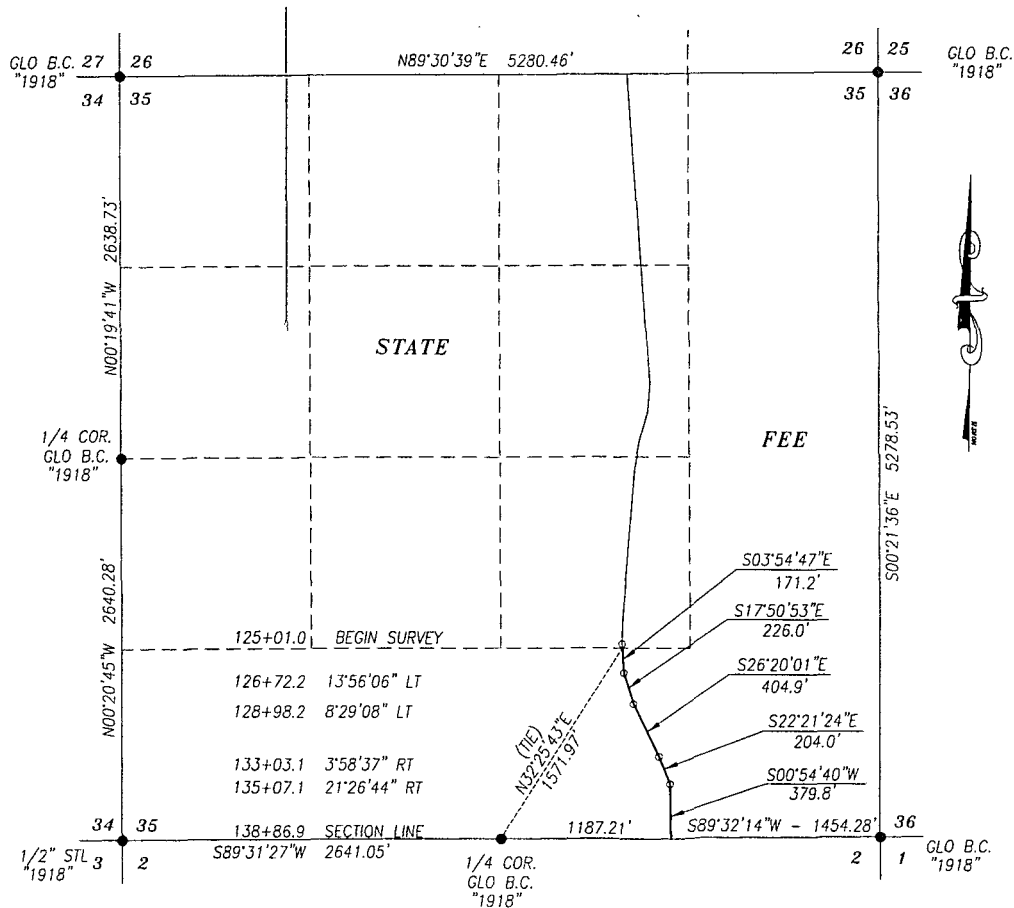 GLO B.C.
"1918"
27 26
34 35
N89°30'39"E 5280.46'
26 25
35 36
GLO B.C.
"1918"
N00°19'41"W 2638.73'
STATE
FEE
NORTH
1/4 COR.
GLO B.C.
"1918"
S00°21'36"E 5278.53'
N00°20'45"W 2640.28'
S03°54'47"E
171.2'
S17°50'53"E
226.0'
S26°20'01"E
404.9'
S22°21'24"E
204.0'
S00°54'40"W
379.8'
125+01.0 BEGIN SURVEY
126+72.2 13°56'06" LT
128+98.2 8°29'08" LT
133+03.1 3°58'37" RT
135+07.1 21°26'44" RT
138+86.9 SECTION LINE
(TIE)
N32°25'43"E
1571.97'
34 35
3 2
1/2" STL
"1918"
S89°31'27"W 2641.05'
1187.21'
S89°32'14"W - 1454.28'
1/4 COR.
GLO B.C.
"1918"
36
2 1
GLO B.C.
"1918"